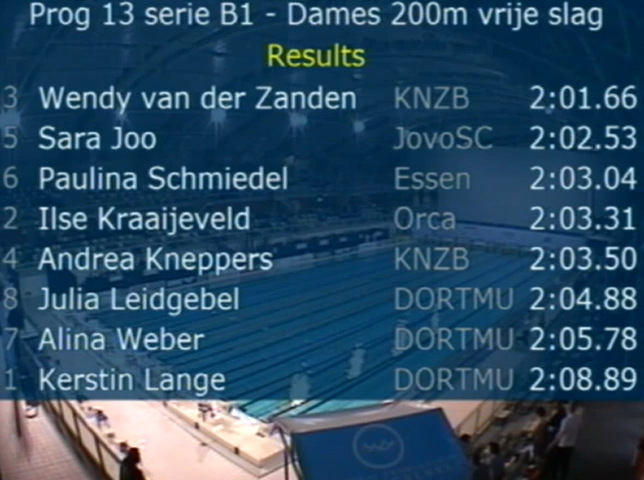 Prog 13 serie B1 - Dames 200m vrije slag
Results
3 Wendy van der Zanden KNZB 2:01.66
5 Sara Joo JovoSC 2:02.53
6 Paulina Schmiedel Essen 2:03.04
2 Ilse Kraaijeveld Orca 2:03.31
4 Andrea Kneppers KNZB 2:03.50
8 Julia Leidgebel DORTMU 2:04.88
7 Alina Weber DORTMU 2:05.78
1 Kerstin Lange DORTMU 2:08.89